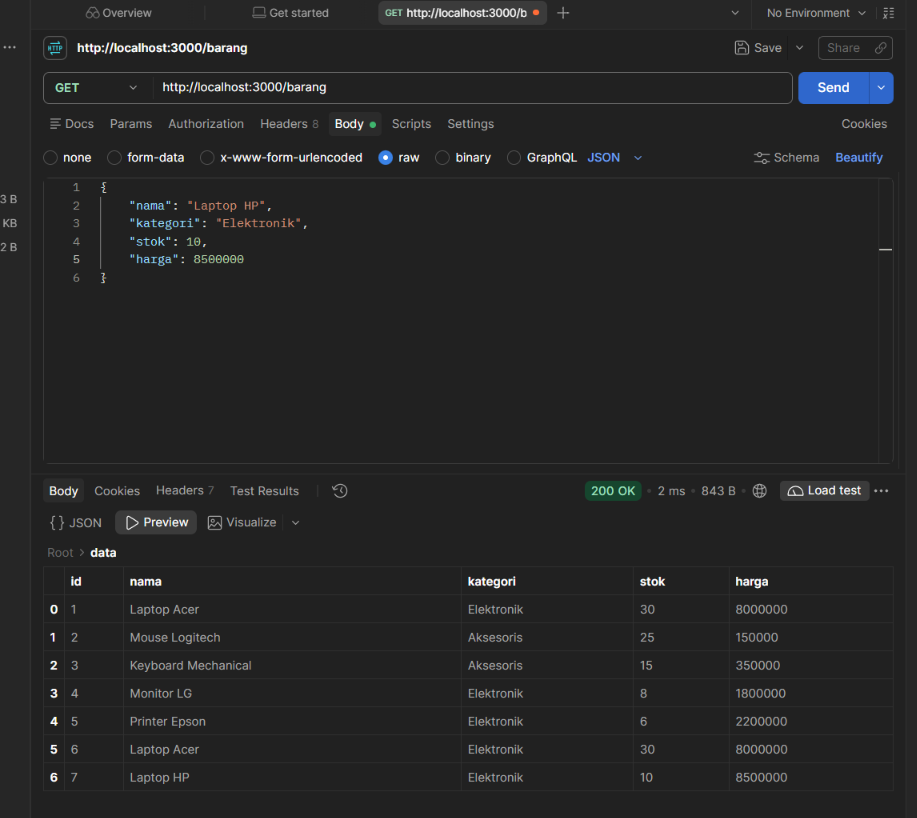 Overview Get started GET http://localhost:3000/b No Environment
http://localhost:3000/barang Save Share
GET http://localhost:3000/barang Send
Docs Params Authorization Headers 8 Body Scripts Settings Cookies
none form-data x-www-form-urlencoded raw binary GraphQL JSON Schema Beautify
1 {
3 B
2 "nama": "Laptop HP",
KB
3 "kategori": "Elektronik",
2 B
4 "stok": 10,
5 "harga": 8500000
6 }
Body Cookies Headers 7 Test Results 200 OK • 2 ms • 843 B • Load test
{} JSON Preview Visualize
Root > data
id nama kategori stok harga
0 1 Laptop Acer Elektronik 30 8000000
1 2 Mouse Logitech Aksesoris 25 150000
2 3 Keyboard Mechanical Aksesoris 15 350000
3 4 Monitor LG Elektronik 8 1800000
4 5 Printer Epson Elektronik 6 2200000
5 6 Laptop Acer Elektronik 30 8000000
6 7 Laptop HP Elektronik 10 8500000